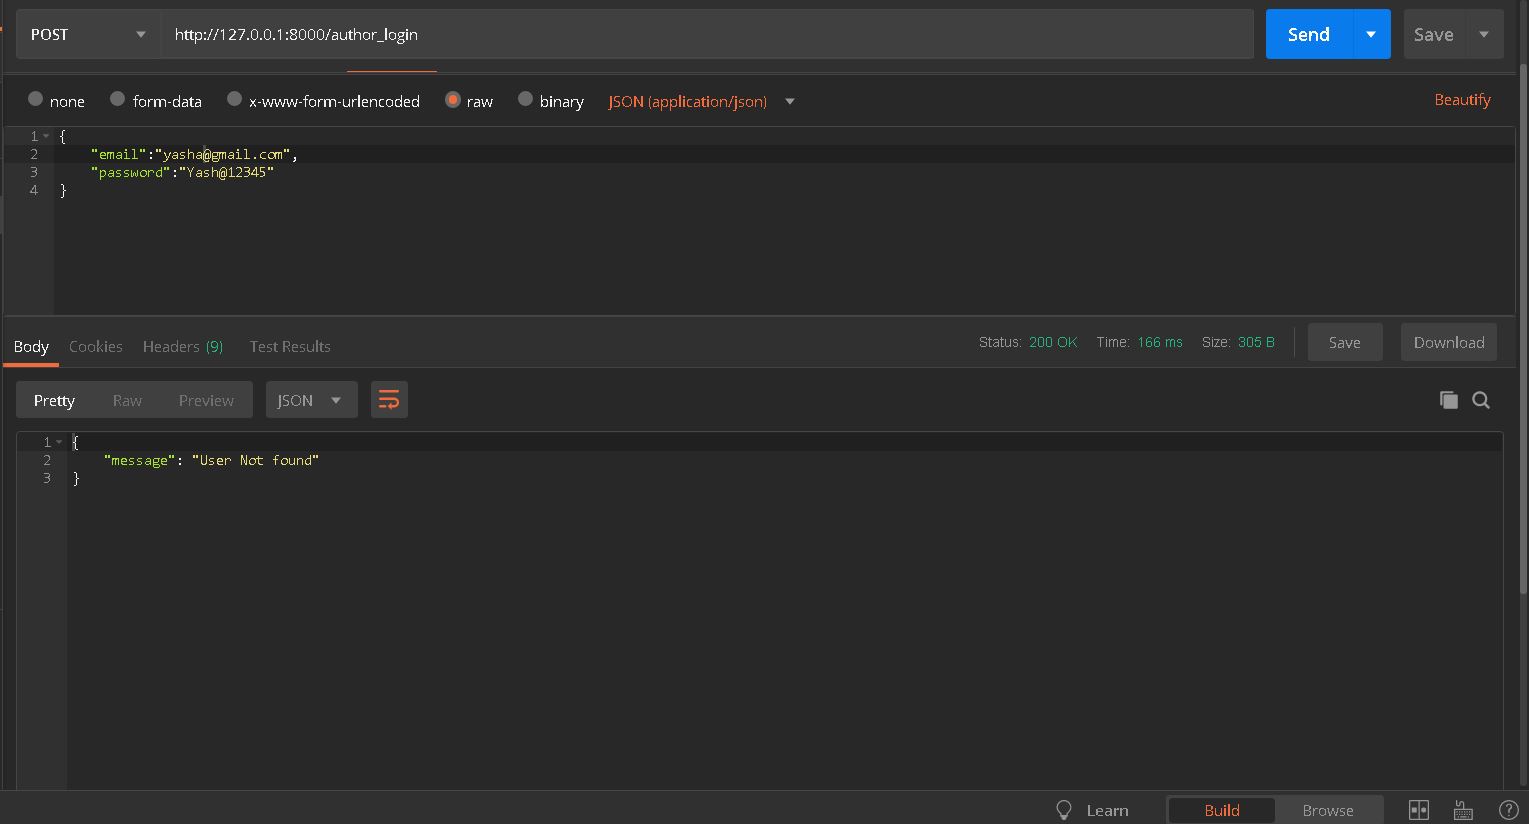 POST http://127.0.0.1:8000/author_login Send Save
none form-data x-www-form-urlencoded raw binary JSON (application/json) Beautify
1 {
2 "email":"yasha@gmail.com",
3 "password":"Yash@12345"
4 }
Body Cookies Headers (9) Test Results Status: 200 OK Time: 166 ms Size: 305 B Save Download
Pretty Raw Preview JSON
1 {
2 "message": "User Not found"
3 }
Learn Build Browse ?